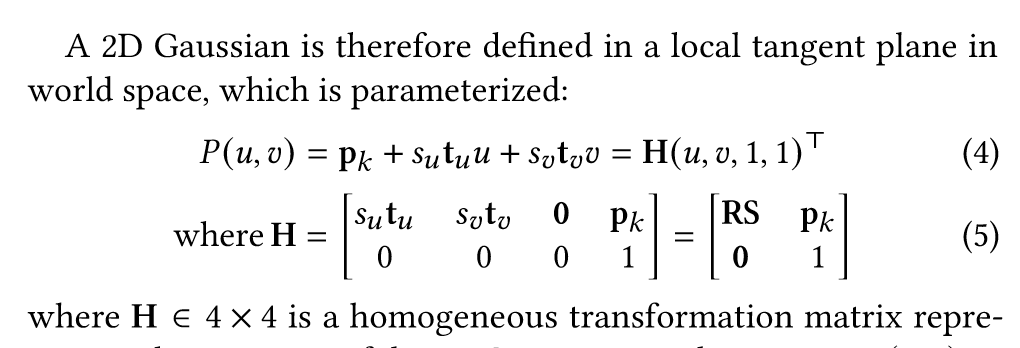 A 2D Gaussian is therefore defined in a local tangent plane in
world space, which is parameterized:
P(u, v) = p_k + s_u t_u u + s_v t_v v = H(u, v, 1, 1)^⊤ (4)
where H = [s_u t_u s_v t_v 0 p_k; 0 0 0 1] = [RS p_k; 0 1] (5)
where H ∈ 4 × 4 is a homogeneous transformation matrix repre-